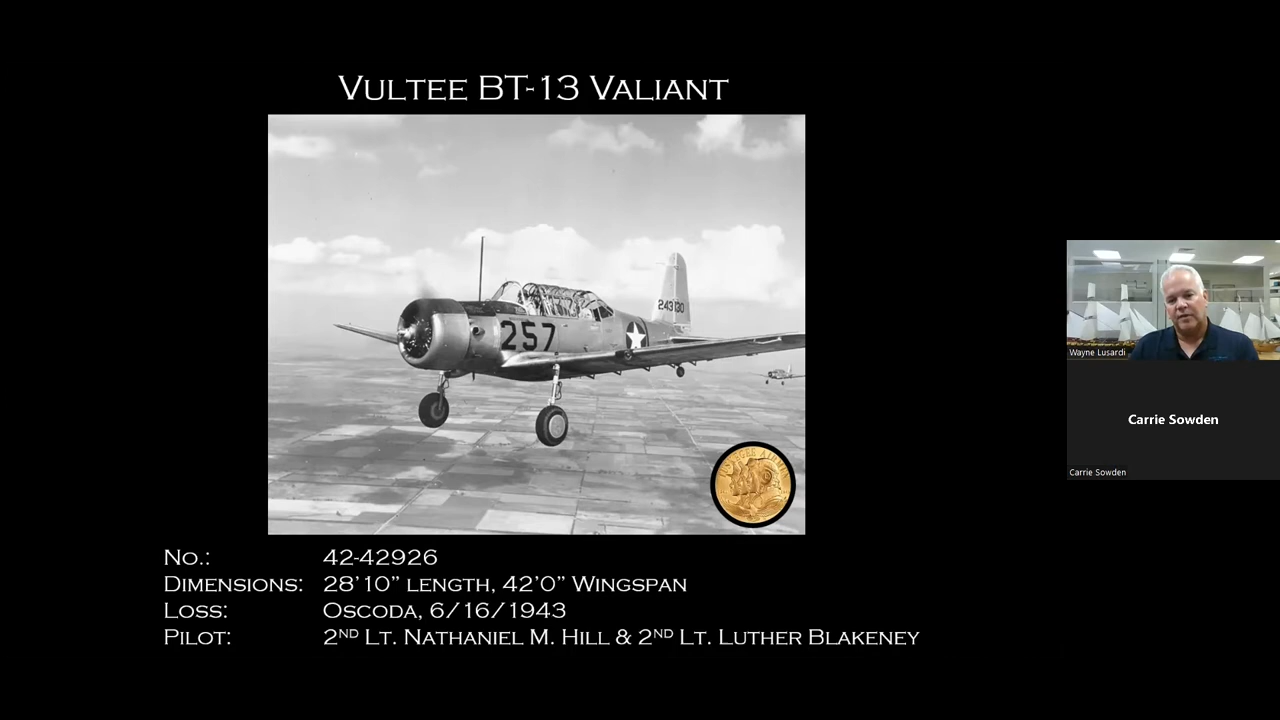 Vultee BT-13 Valiant
257
243130
No.: 42-42926
Dimensions: 28'10" length, 42'0" Wingspan
Loss: Oscoda, 6/16/1943
Pilot: 2nd Lt. Nathaniel M. Hill & 2nd Lt. Luther Blakeney
Wayne Lusardi
Carrie Sowden
Carrie Sowden